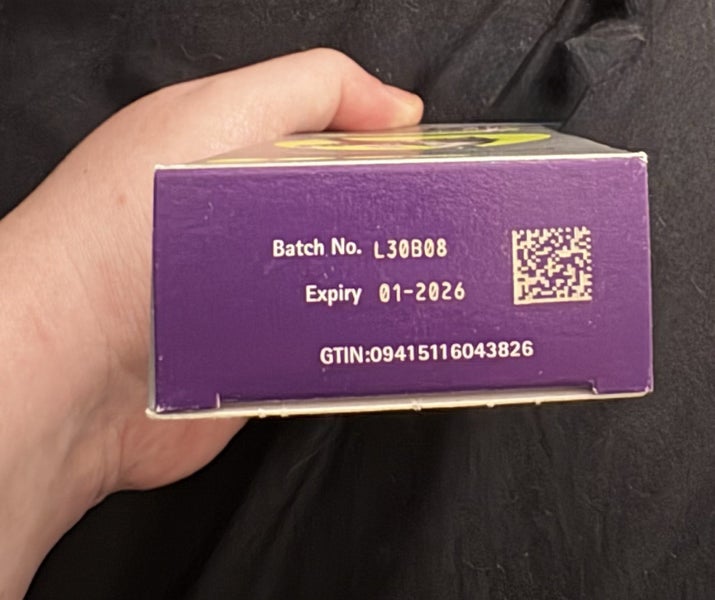 Batch No. L30B08
Expiry 01-2026
GTIN:09415116043826